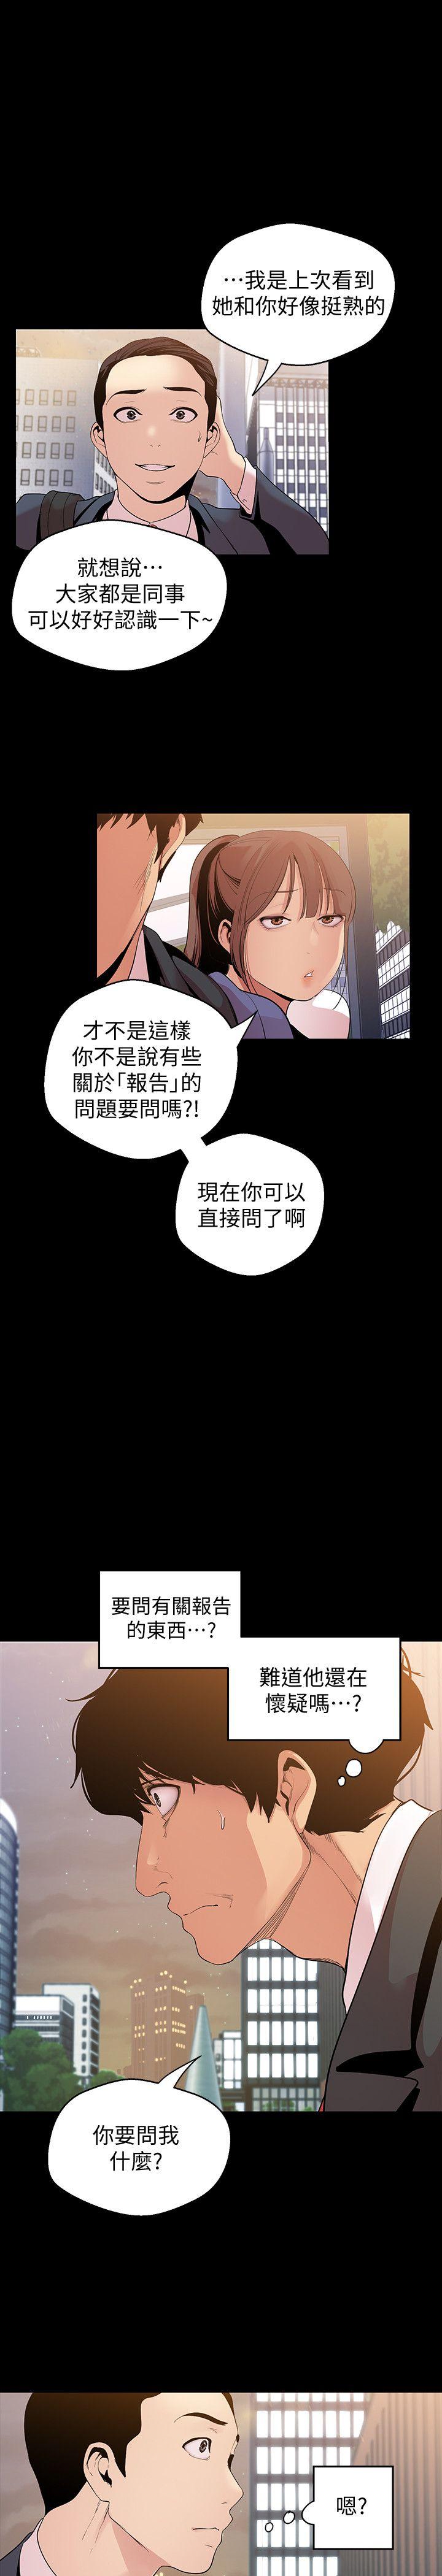 ⋯我是上次看到
她和你好像挺熟的
就想說⋯
大家都是同事
可以好好認識一下~
才不是這樣
你不是說有些
關於「報告」的
問題要問嗎?!
現在你可以
直接問了啊
要問有關報告
的東西⋯?
難道他還在
懷疑嗎⋯?
你要問我
什麼?
嗯?